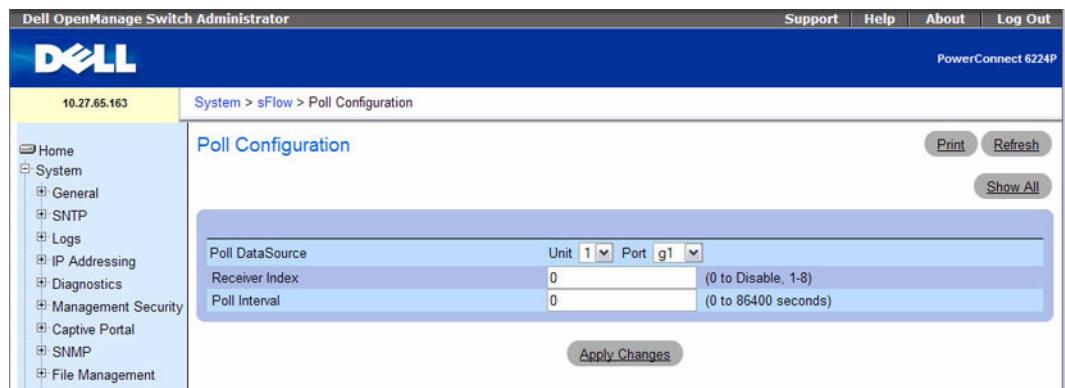 Dell OpenManage Switch Administrator Support Help About Log Out
DELL
PowerConnect 6224P
10.27.65.163
System > sFlow > Poll Configuration
Home
System
General
SNTP
Logs
IP Addressing
Diagnostics
Management Security
Captive Portal
SNMP
File Management
Poll Configuration
Print Refresh
Show All
Poll DataSource Unit 1 Port g1
Receiver Index 0 (0 to Disable, 1-8)
Poll Interval 0 (0 to 86400 seconds)
Apply Changes